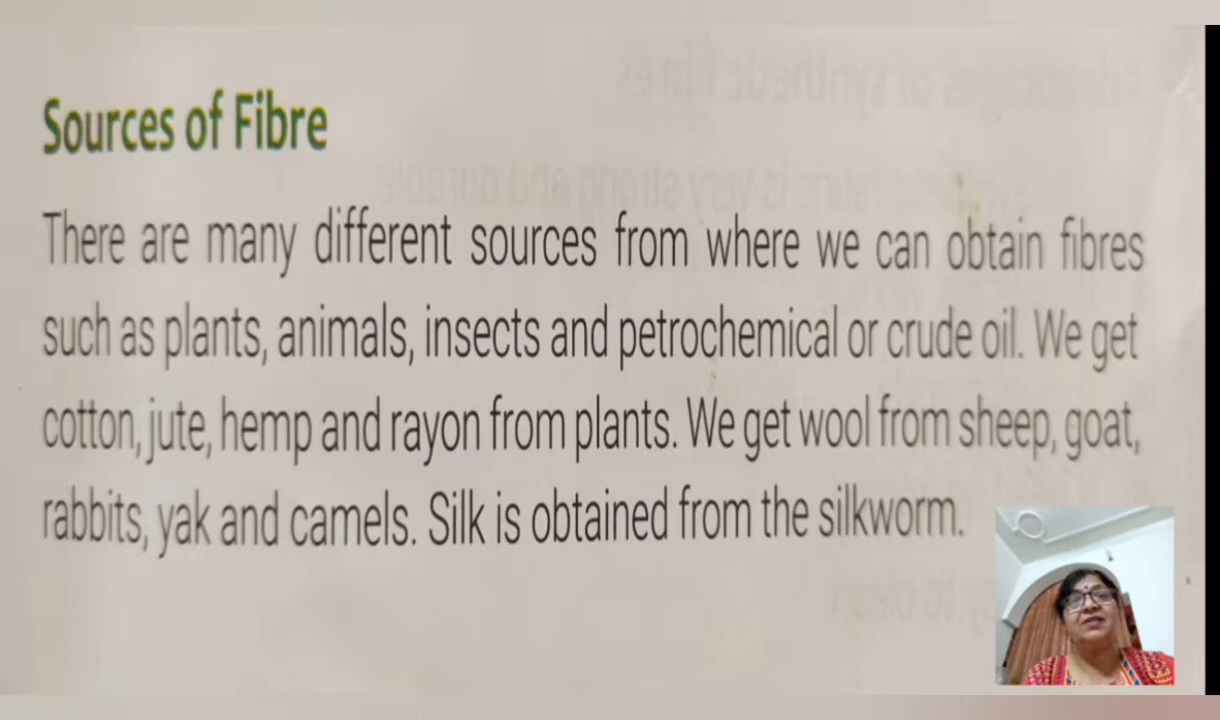 Sources of Fibre
There are many different sources from where we can obtain fibres
such as plants, animals, insects and petrochemical or crude oil. We get
cotton, jute, hemp and rayon from plants. We get wool from sheep, goat,
rabbits, yak and camels. Silk is obtained from the silkworm.